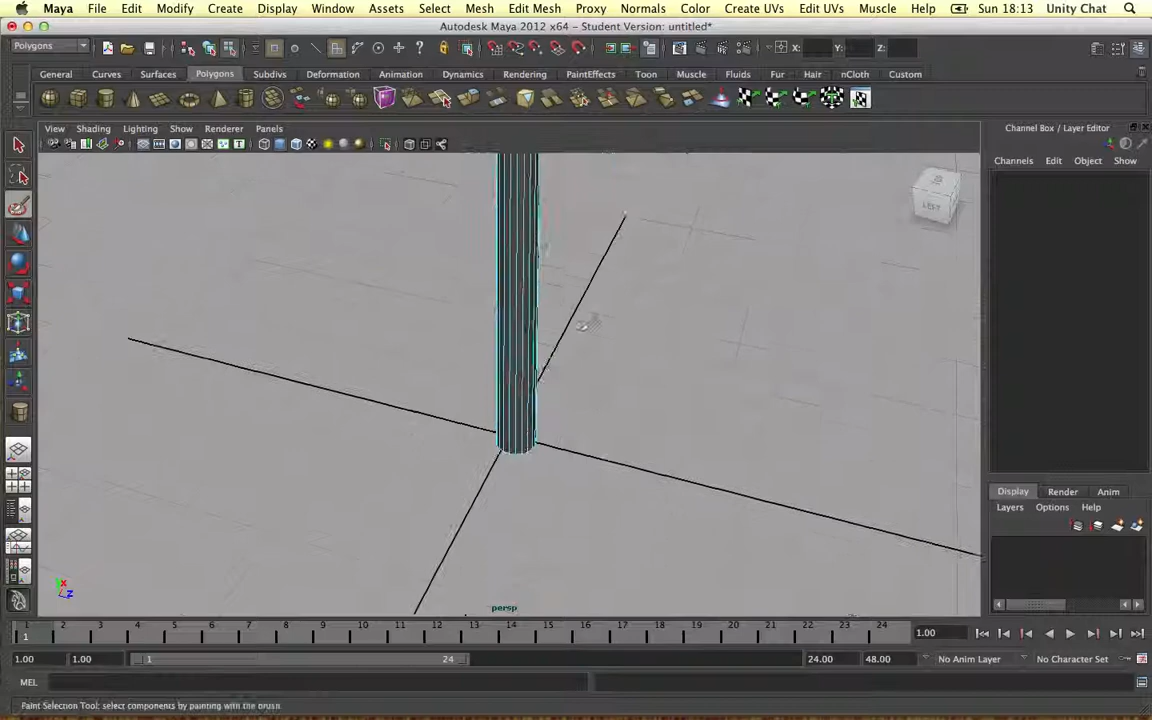 Maya File Edit Modify Create Display Window Assets Select Mesh Edit Mesh Proxy Normals Color Create UVs Edit UVs Muscle Help Sun 18:13 Unity Chat
Autodesk Maya 2012 x64 - Student Version: untitled*
Polygons X: Y: Z:
General Curves Surfaces Polygons Subdivs Deformation Animation Dynamics Rendering PaintEffects Toon Muscle Fluids Fur Hair nCloth Custom
View Shading Lighting Show Renderer Panels
Channel Box / Layer Editor
Channels Edit Object Show
LEFT
Display Render Anim
Layers Options Help
x
z
persp
1 2 3 4 5 6 7 8 9 10 11 12 13 14 15 16 17 18 19 20 21 22 23 24
1 1.00
1.00 1.00 1 24 24.00 48.00 No Anim Layer No Character Set
MEL
Paint Selection Tool: select components by painting with the brush